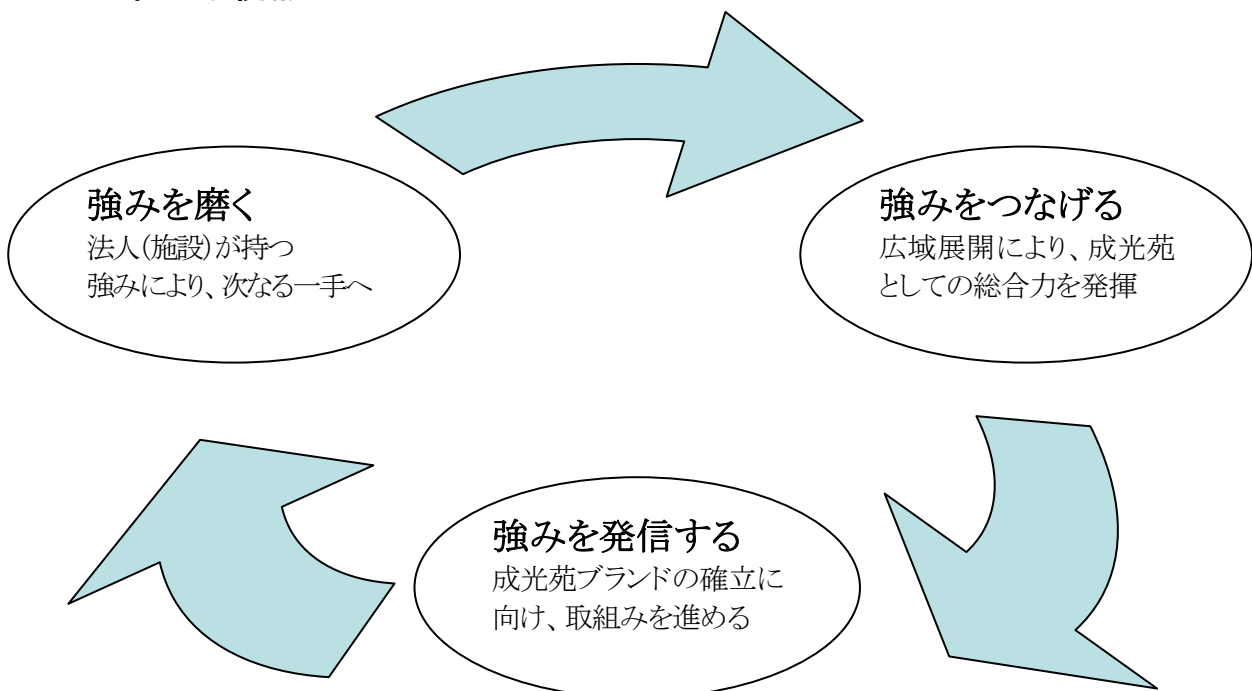 強みを磨く
法人(施設)が持つ
強みにより、次なる一手へ
強みをつなげる
広域展開により、成光苑
としての総合力を発揮
強みを発信する
成光苑ブランドの確立に
向け、取組みを進める